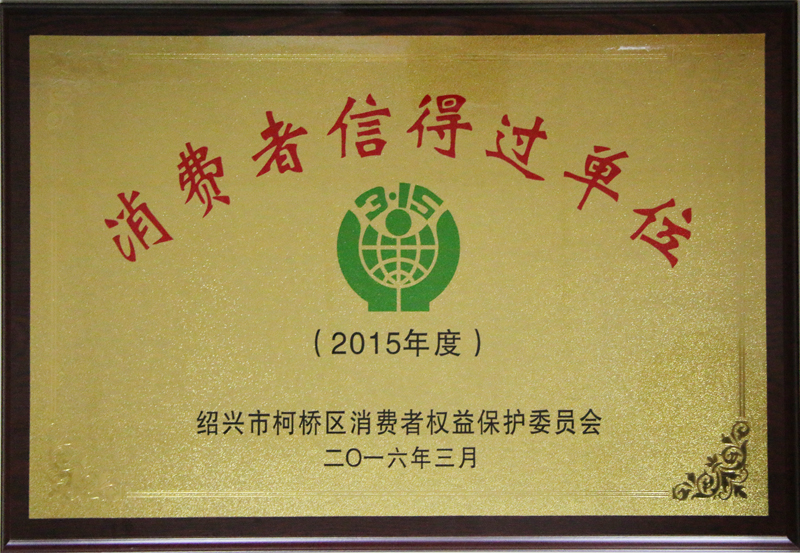 消费者信得过单位
3·15
（2015年度）
绍兴市柯桥区消费者权益保护委员会
二〇一六年三月